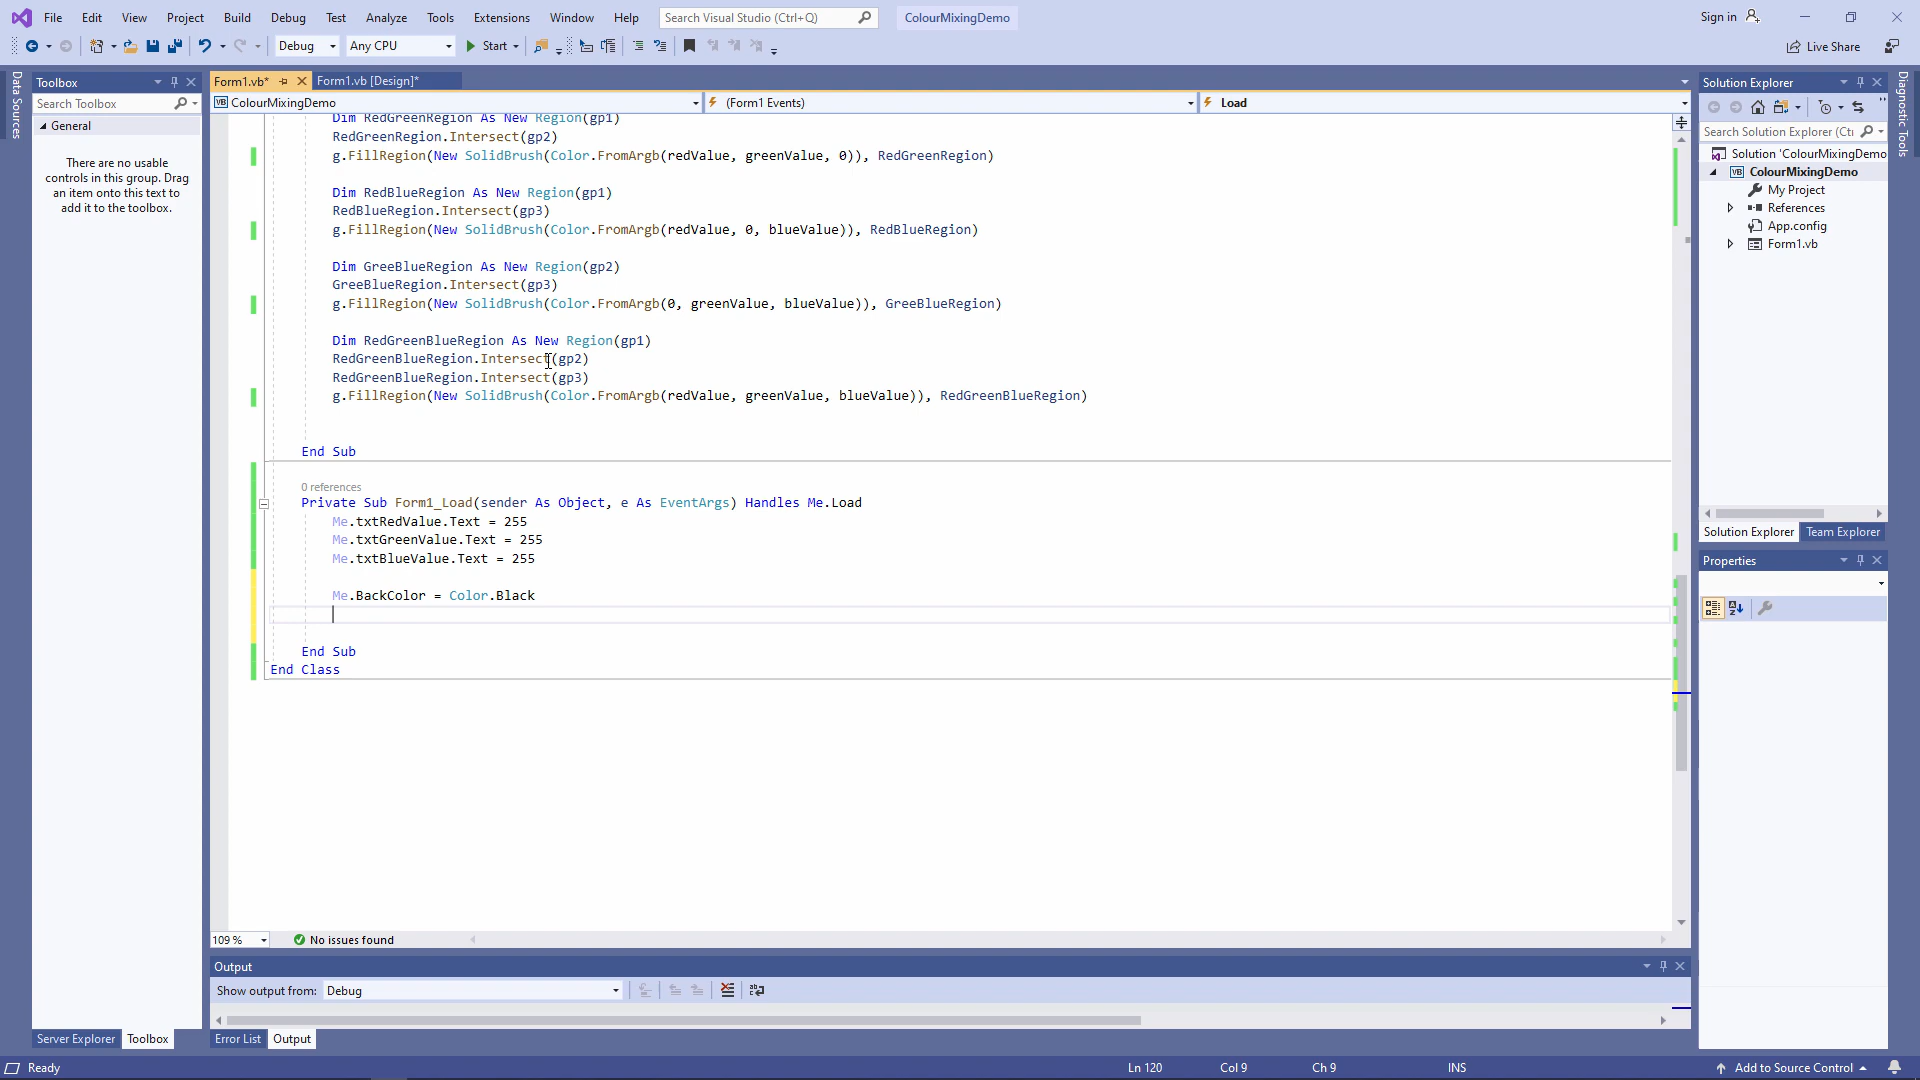 File Edit View Project Build Debug Test Analyze Tools Extensions Window Help Search Visual Studio (Ctrl+Q) ColourMixingDemo Sign in
Debug Any CPU Start Live Share
Data Sources
Toolbox
Search Toolbox
General
There are no usable
controls in this group. Drag
an item onto this text to
add it to the toolbox.
Form1.vb* Form1.vb [Design]*
VB ColourMixingDemo (Form1 Events) Load
Dim RedGreenRegion As New Region(gp1)
RedGreenRegion.Intersect(gp2)
g.FillRegion(New SolidBrush(Color.FromArgb(redValue, greenValue, 0)), RedGreenRegion)
Dim RedBlueRegion As New Region(gp1)
RedBlueRegion.Intersect(gp3)
g.FillRegion(New SolidBrush(Color.FromArgb(redValue, 0, blueValue)), RedBlueRegion)
Dim GreeBlueRegion As New Region(gp2)
GreeBlueRegion.Intersect(gp3)
g.FillRegion(New SolidBrush(Color.FromArgb(0, greenValue, blueValue)), GreeBlueRegion)
Dim RedGreenBlueRegion As New Region(gp1)
RedGreenBlueRegion.Intersect(gp2)
RedGreenBlueRegion.Intersect(gp3)
g.FillRegion(New SolidBrush(Color.FromArgb(redValue, greenValue, blueValue)), RedGreenBlueRegion)
End Sub
0 references
Private Sub Form1_Load(sender As Object, e As EventArgs) Handles Me.Load
Me.txtRedValue.Text = 255
Me.txtGreenValue.Text = 255
Me.txtBlueValue.Text = 255
Me.BackColor = Color.Black
End Sub
End Class
109 % No issues found
Output
Show output from: Debug
Server Explorer Toolbox Error List Output
Solution Explorer
Search Solution Explorer (Ctrl
Solution 'ColourMixingDemo
VB ColourMixingDemo
My Project
References
App.config
Form1.vb
Solution Explorer Team Explorer
Properties
Diagnostic Tools
Ready Ln 120 Col 9 Ch 9 INS Add to Source Control